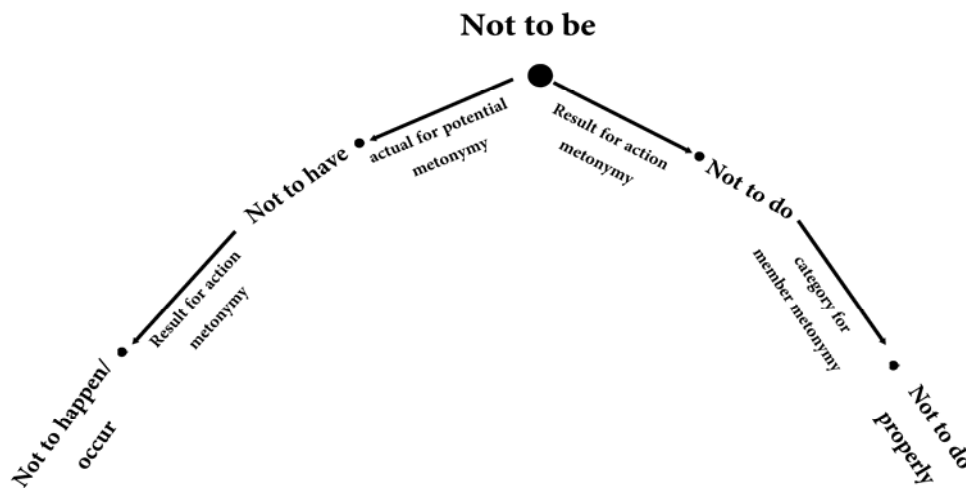 Not to be
actual for potential
metonymy
Result for action
metonymy
Not to have
Not to do
Result for action
metonymy
category for
member metonymy
Not to happen/
occur
Not to do
properly